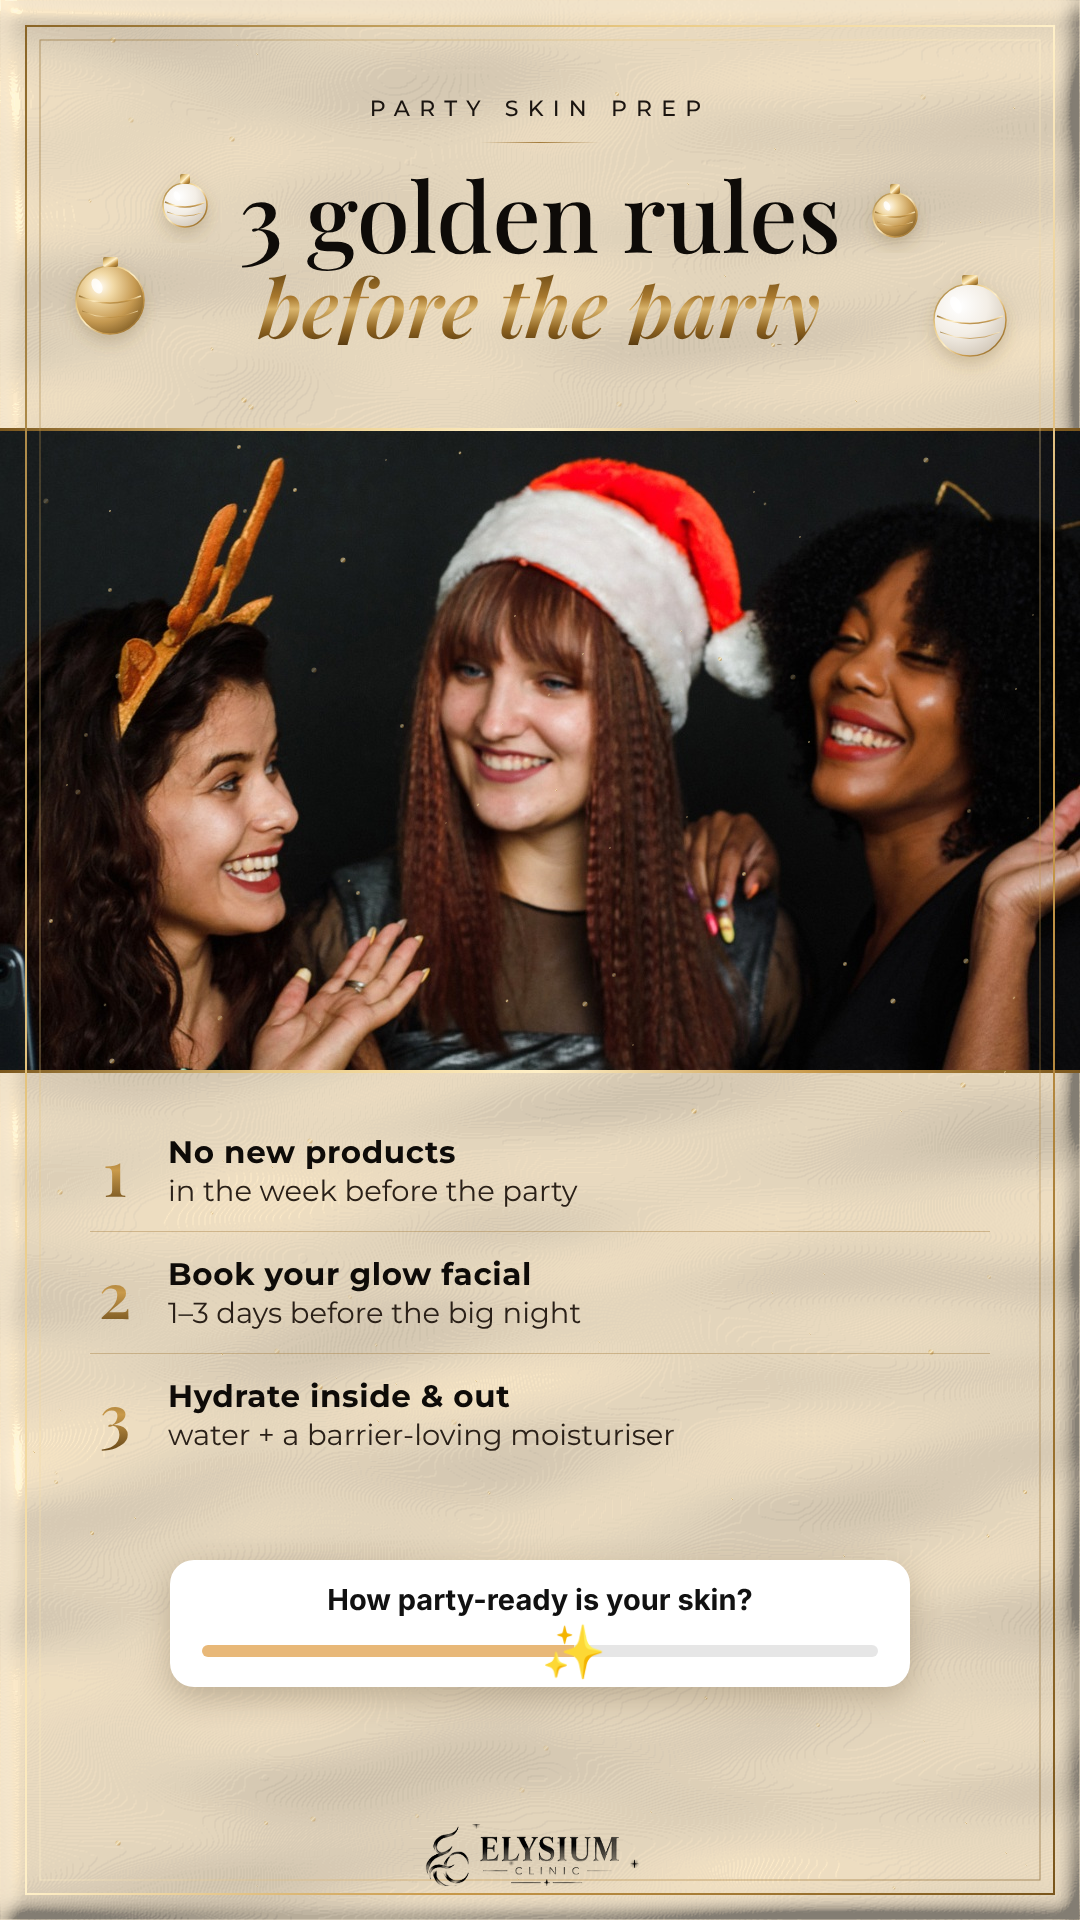 PARTY SKIN PREP
3 golden rules
before the party
1
No new products
in the week before the party
2
Book your glow facial
1–3 days before the big night
3
Hydrate inside & out
water + a barrier-loving moisturiser
How party-ready is your skin?
ELYSIUM
CLINIC